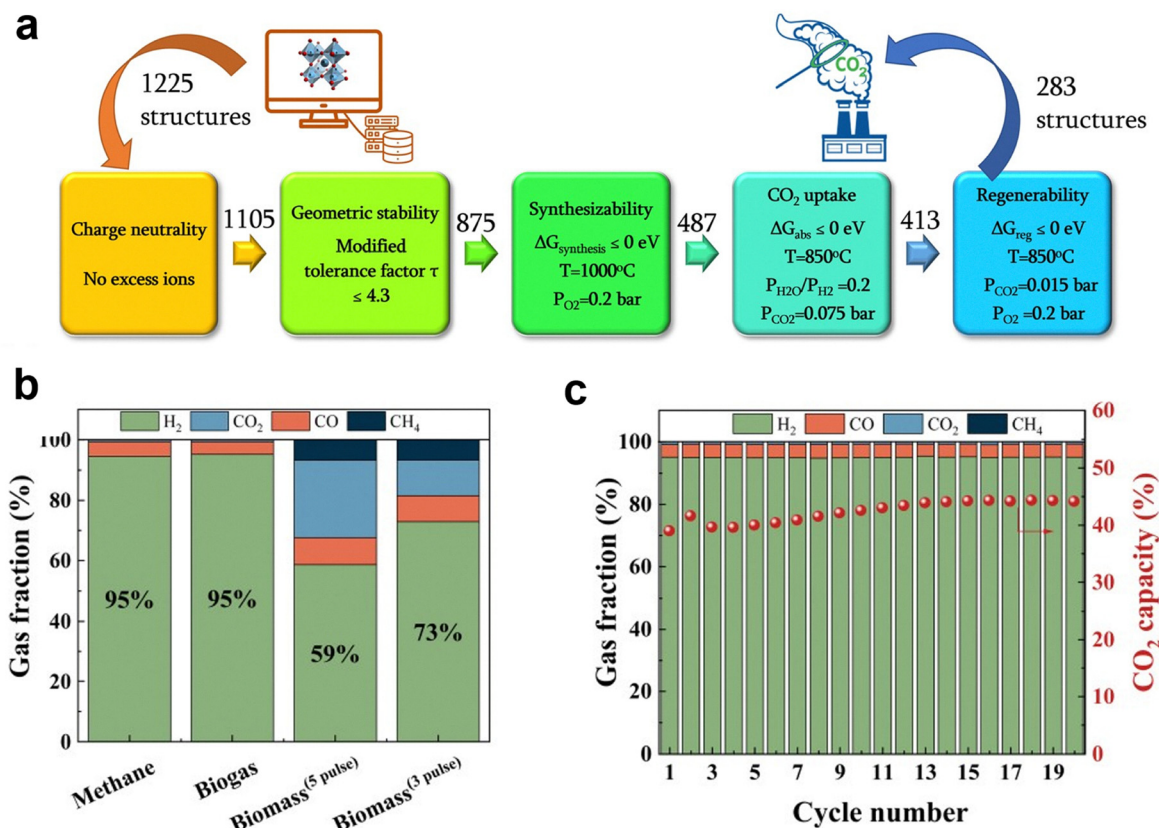 a
1225
structures
CO2
283
structures
Charge neutrality
No excess ions
1105
Geometric stability
Modified
tolerance factor τ
≤ 4.3
875
Synthesizability
ΔGsynthesis ≤ 0 eV
T=1000ºC
PO2=0.2 bar
487
CO2 uptake
ΔGabs ≤ 0 eV
T=850ºC
PH2O/PH2 =0.2
PCO2=0.075 bar
413
Regenerability
ΔGreg ≤ 0 eV
T=850ºC
PCO2=0.015 bar
PO2 =0.2 bar
b
H2 CO2 CO CH4
Gas fraction (%)
100
80
60
40
20
0
95%
95%
59%
73%
Methane
Biogas
Biomass(5 pulse)
Biomass(3 pulse)
c
H2 CO CO2 CH4
Gas fraction (%)
100
80
60
40
20
0
60
50
40
30
20
10
0
CO2 capacity (%)
1 3 5 7 9 11 13 15 17 19
Cycle number